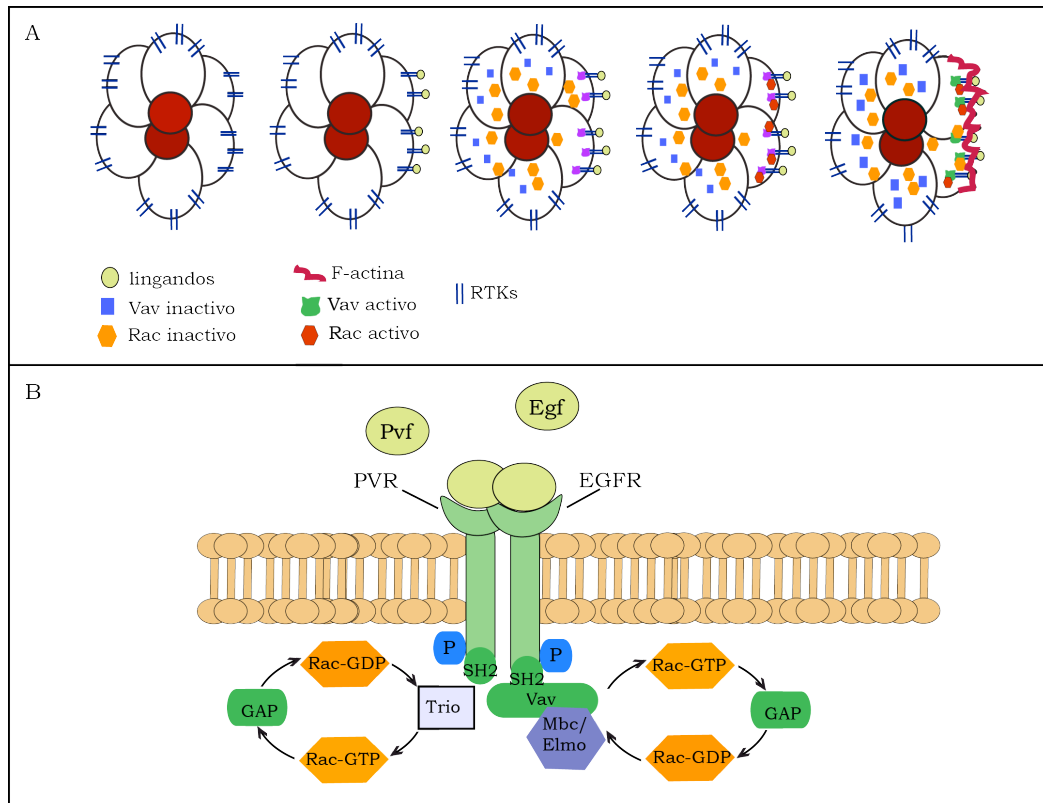 A
lingandos
F-actina
RTKs
Vav inactivo
Vav activo
Rac inactivo
Rac activo
B
Egf
Pvf
PVR
EGFR
P
P
SH2
SH2
Rac-GDP
Rac-GTP
GAP
Trio
Vav
GAP
Mbc/
Elmo
Rac-GTP
Rac-GDP